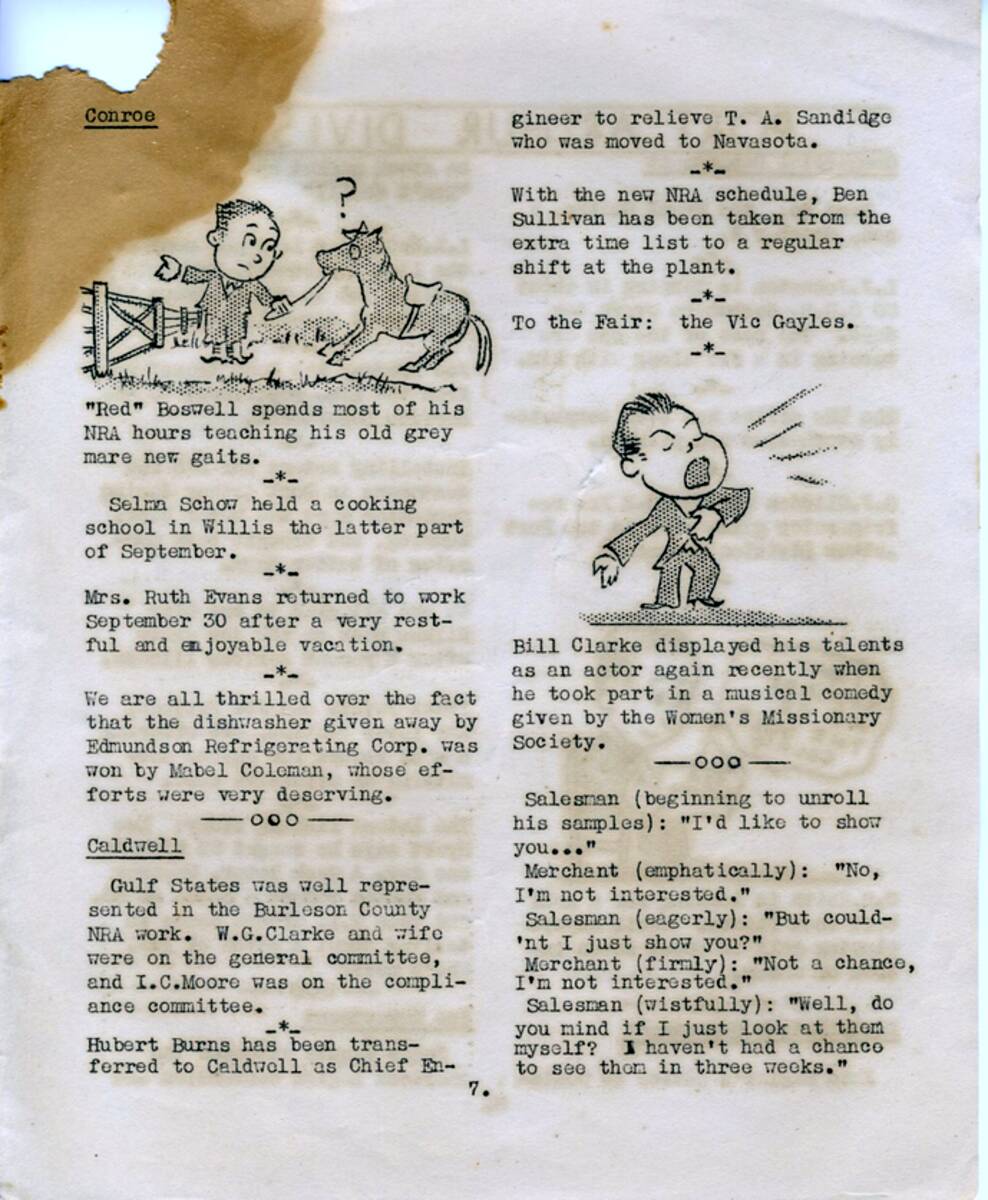 Conroe
?
"Red" Boswell spends most of his
NRA hours teaching his old grey
mare new gaits.
-*-
Selma Schow held a cooking
school in Willis the latter part
of September.
-*-
Mrs. Ruth Evans returned to work
September 30 after a very rest-
ful and enjoyable vacation.
-*-
We are all thrilled over the fact
that the dishwasher given away by
Edmundson Refrigerating Corp. was
won by Mabel Coleman, whose ef-
forts were very deserving.
—ooo—
Caldwell
Gulf States was well repre-
sented in the Burleson County
NRA work. W.G.Clarke and wife
were on the general committee,
and I.C.Moore was on the compli-
ance committee.
-*-
Hubert Burns has been trans-
ferred to Caldwell as Chief En-
gineer to relieve T. A. Sandidge
who was moved to Navasota.
-*-
With the new NRA schedule, Ben
Sullivan has been taken from the
extra time list to a regular
shift at the plant.
-*-
To the Fair: the Vic Gayles.
-*-
Bill Clarke displayed his talents
as an actor again recently when
he took part in a musical comedy
given by the Women's Missionary
Society.
—ooo—
Salesman (beginning to unroll
his samples): "I'd like to show
you..."
Merchant (emphatically): "No,
I'm not interested."
Salesman (eagerly): "But could-
'nt I just show you?"
Merchant (firmly): "Not a chance,
I'm not interested."
Salesman (wistfully): "Well, do
you mind if I just look at them
myself? I haven't had a chance
to see them in three weeks."
7.